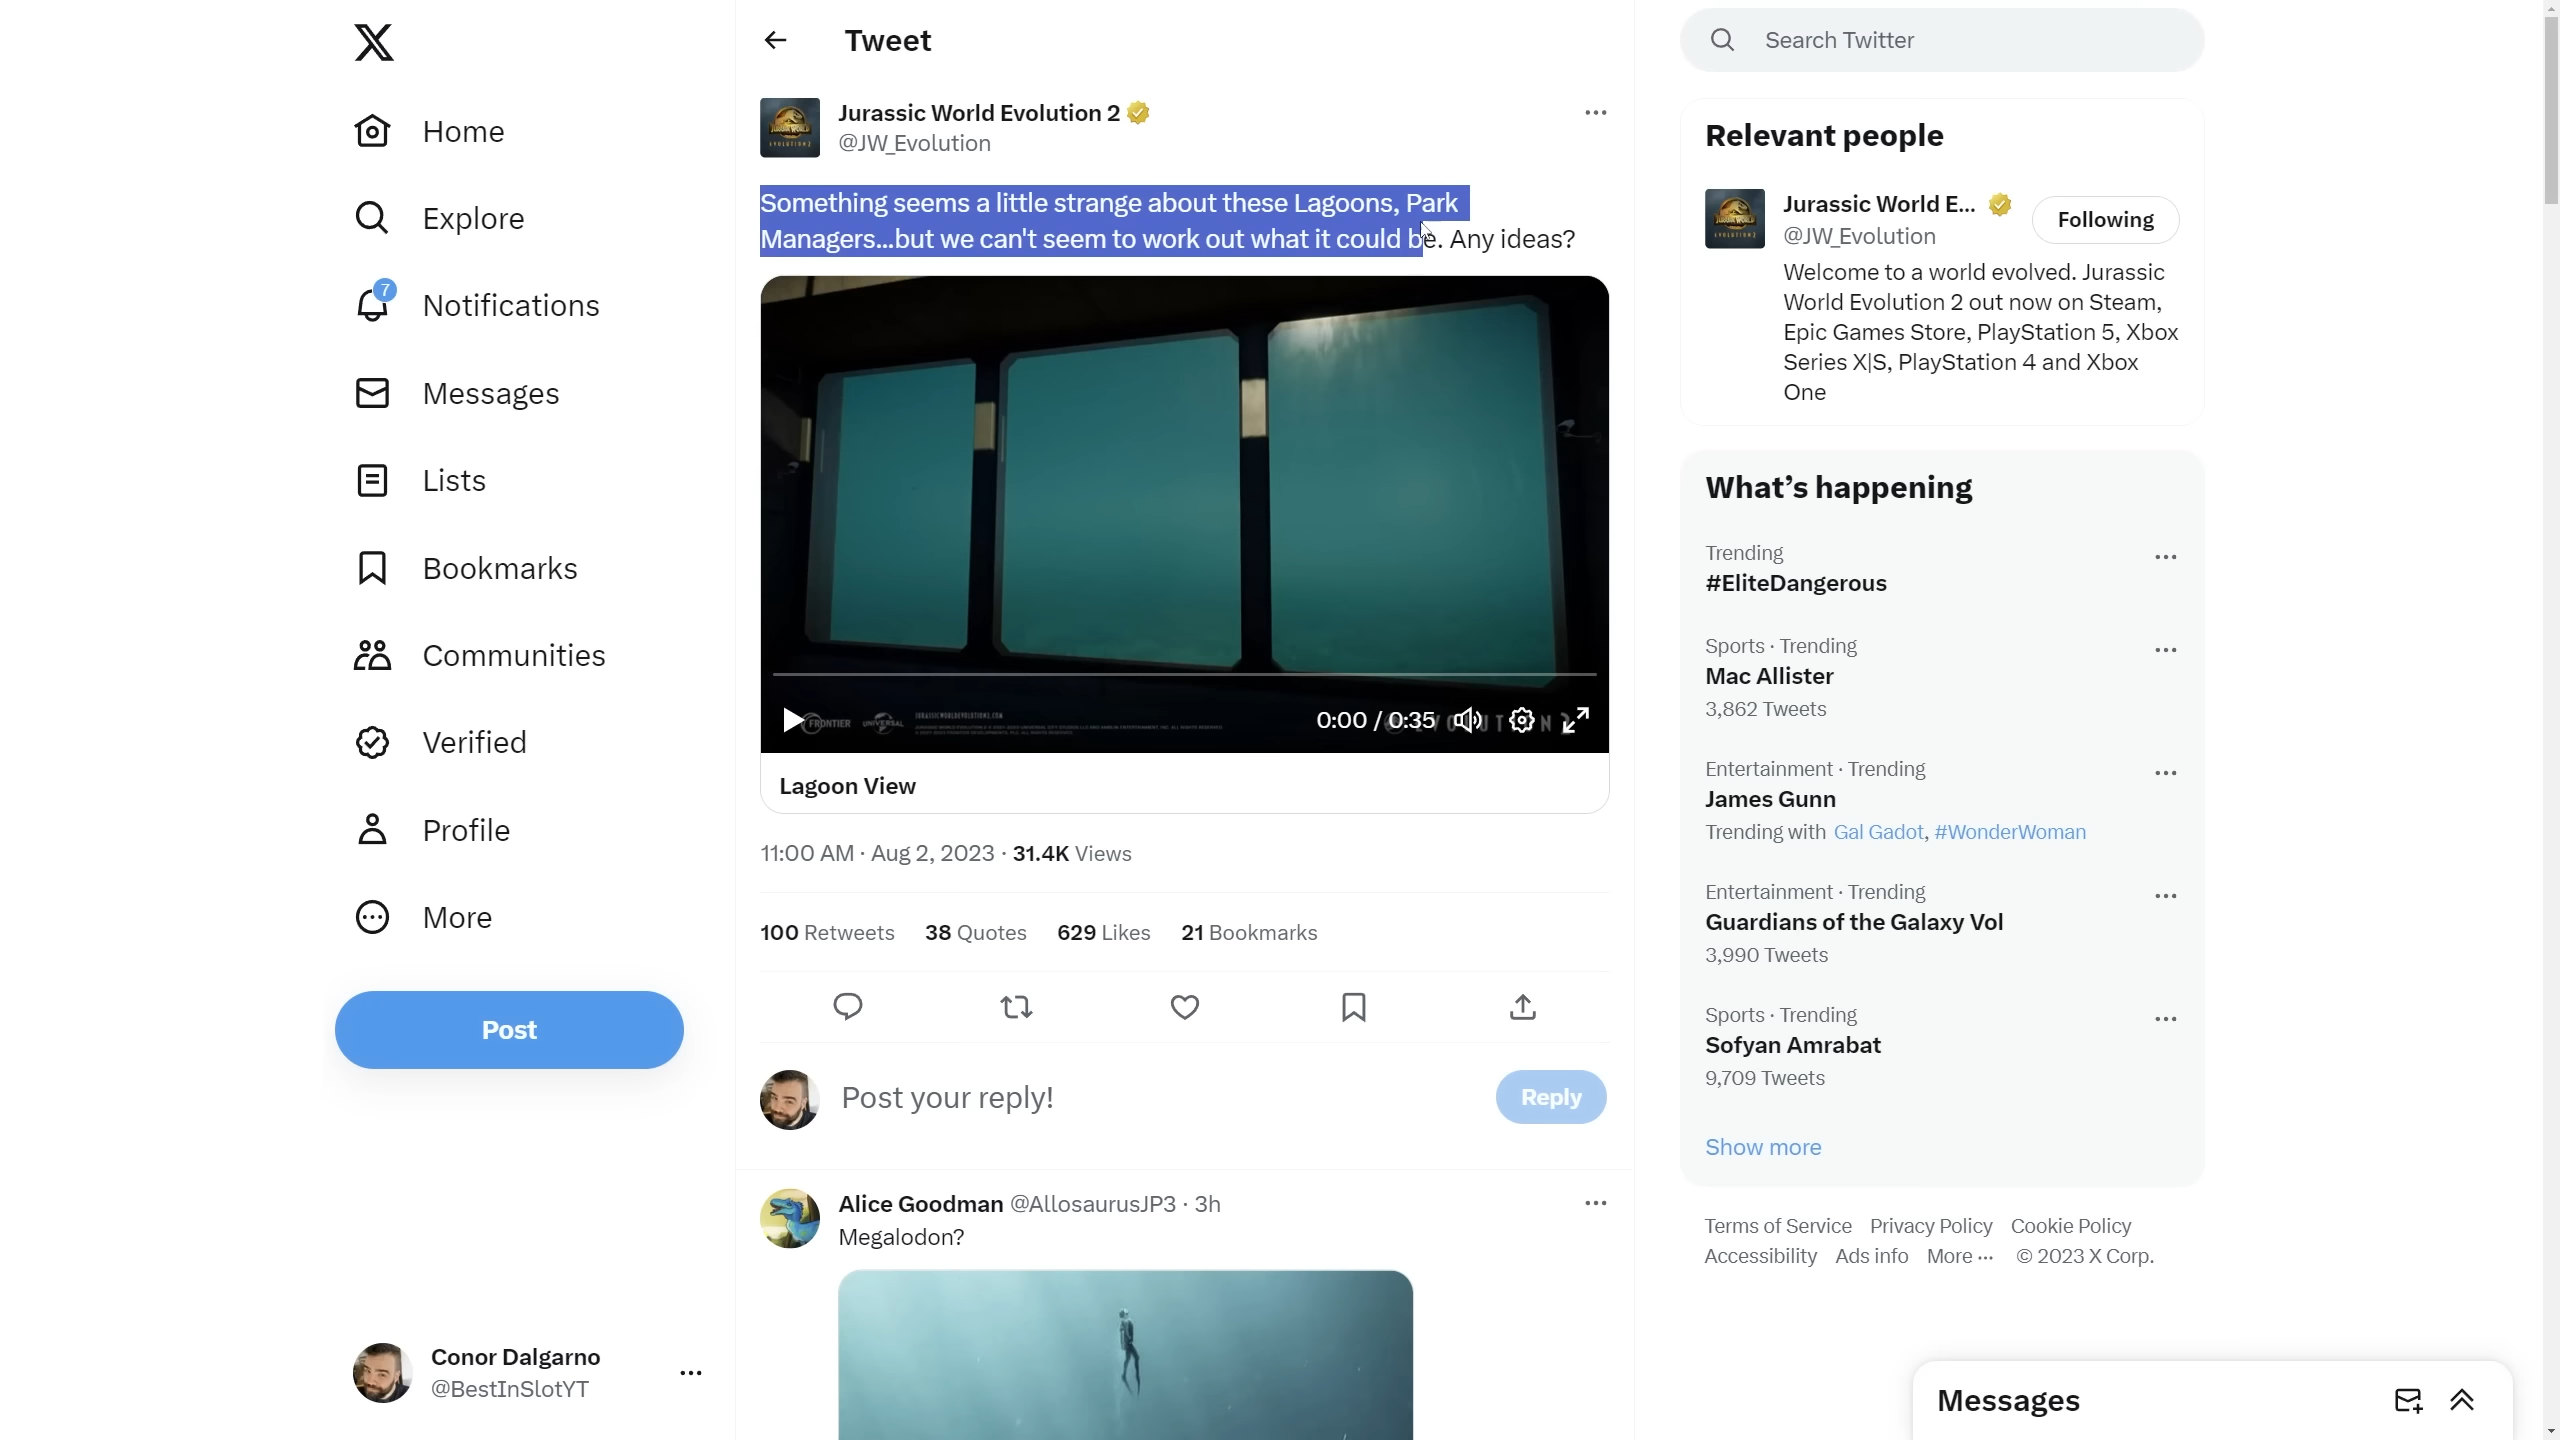 Home
Explore
7
Notifications
Messages
Lists
Bookmarks
Communities
Verified
Profile
More
Post
Conor Dalgarno
@BestInSlotYT
Tweet
Jurassic World Evolution 2
@JW_Evolution
Something seems a little strange about these Lagoons, Park
Managers...but we can't seem to work out what it could be. Any ideas?
FRONTIER UNIVERSAL
JURASSICWORLDEVOLUTION2.COM
0:00 / 0:35
Lagoon View
11:00 AM · Aug 2, 2023 · 31.4K Views
100 Retweets 38 Quotes 629 Likes 21 Bookmarks
Post your reply!
Reply
Alice Goodman @AllosaurusJP3 · 3h
Megalodon?
Search Twitter
Relevant people
Jurassic World E...
@JW_Evolution
Following
Welcome to a world evolved. Jurassic
World Evolution 2 out now on Steam,
Epic Games Store, PlayStation 5, Xbox
Series X|S, PlayStation 4 and Xbox
One
What's happening
Trending
#EliteDangerous
Sports · Trending
Mac Allister
3,862 Tweets
Entertainment · Trending
James Gunn
Trending with Gal Gadot, #WonderWoman
Entertainment · Trending
Guardians of the Galaxy Vol
3,990 Tweets
Sports · Trending
Sofyan Amrabat
9,709 Tweets
Show more
Terms of Service Privacy Policy Cookie Policy
Accessibility Ads info More ··· © 2023 X Corp.
Messages